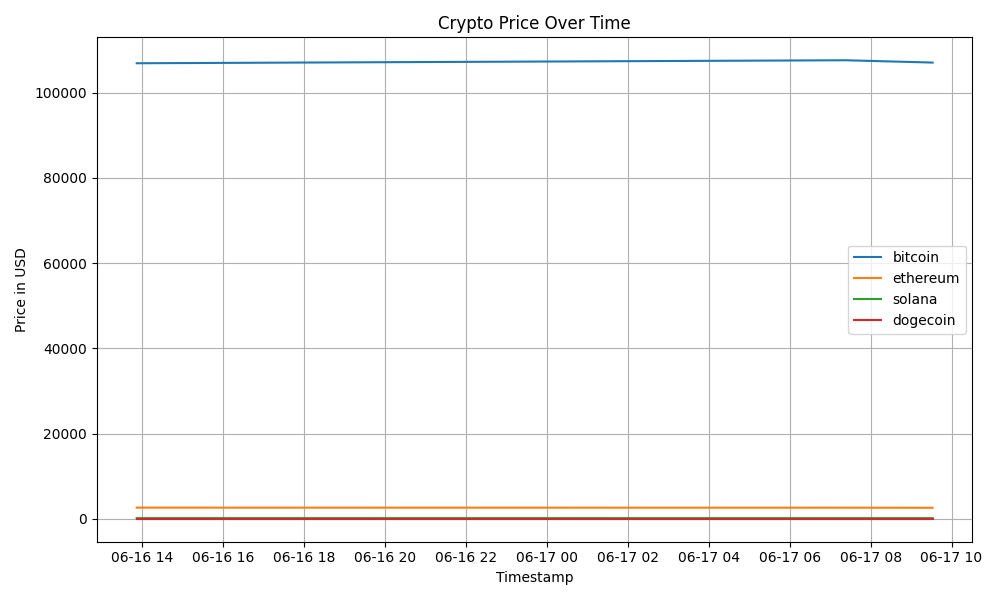 Crypto Price Over Time
Price in USD
100000
80000
60000
40000
20000
0
bitcoin
ethereum
solana
dogecoin
06-16 14 06-16 16 06-16 18 06-16 20 06-16 22 06-17 00 06-17 02 06-17 04 06-17 06 06-17 08 06-17 10
Timestamp